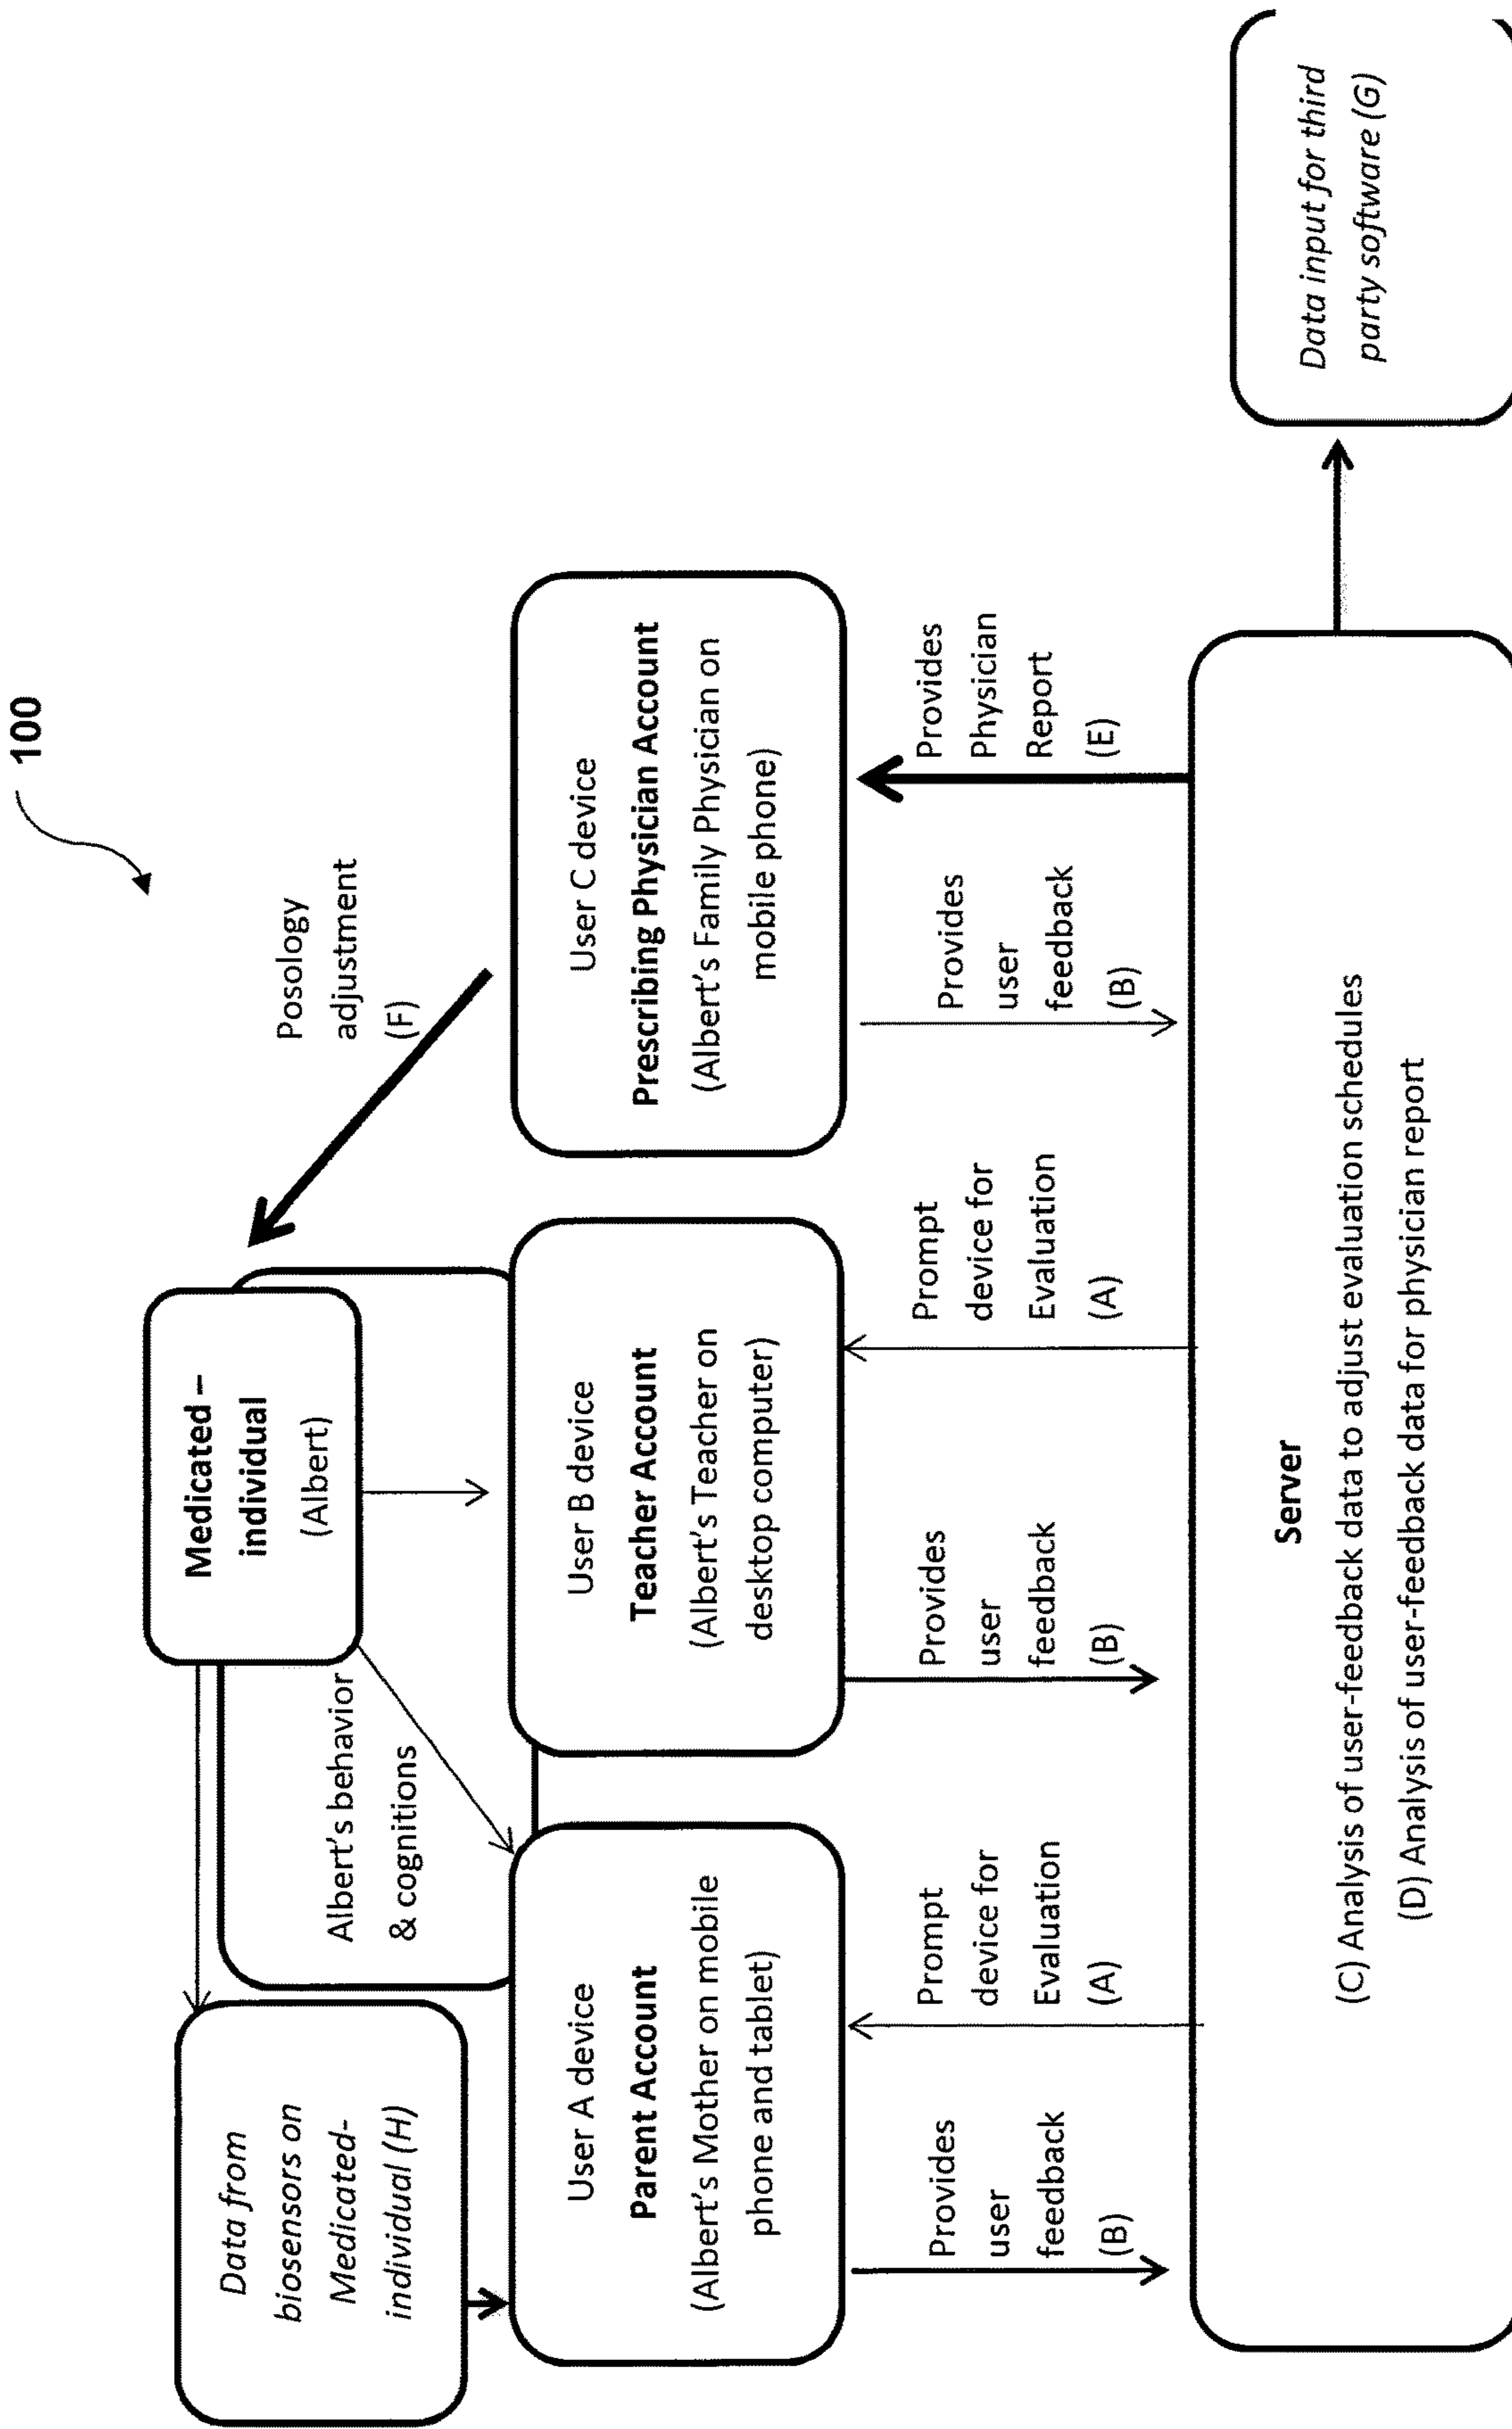 100
Medicated –
individual
(Albert)
Posology
adjustment
(F)
Data from
biosensors on
Medicated-
individual (H)
Albert's behavior
& cognitions
User A device
Parent Account
(Albert's Mother on mobile
phone and tablet)
User B device
Teacher Account
(Albert's Teacher on
desktop computer)
User C device
Prescribing Physician Account
(Albert's Family Physician on
mobile phone)
Provides
user
feedback
(B)
Prompt
device for
Evaluation
(A)
Provides
user
feedback
(B)
Prompt
device for
Evaluation
(A)
Provides
user
feedback
(B)
Provides
Physician
Report
(E)
Server
(C) Analysis of user-feedback data to adjust evaluation schedules
(D) Analysis of user-feedback data for physician report
Data input for third
party software (G)